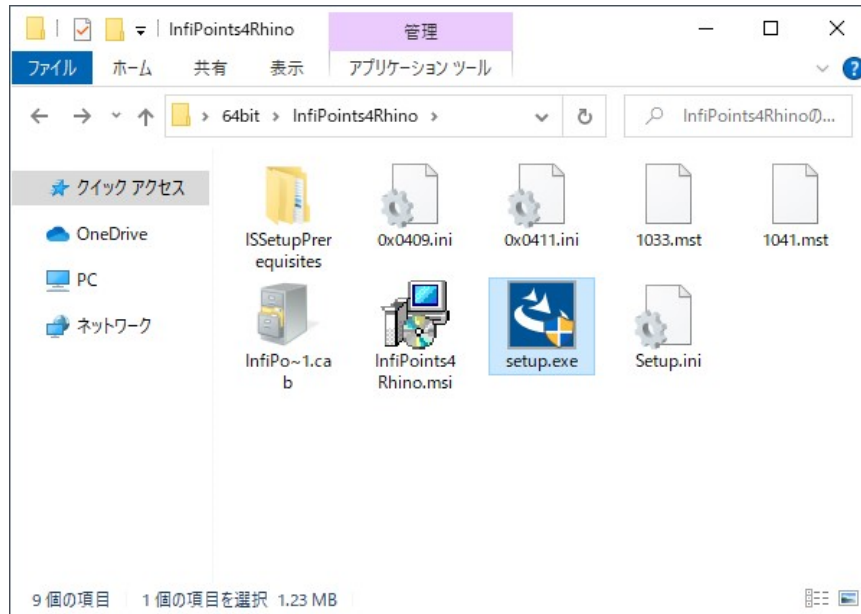 InfiPoints4Rhino
管理
ファイル ホーム 共有 表示 アプリケーション ツール
64bit InfiPoints4Rhino
InfiPoints4Rhinoの...
クイック アクセス
OneDrive
PC
ネットワーク
ISSetupPrer
equisites
0x0409.ini
0x0411.ini
1033.mst
1041.mst
InfiPo~1.ca
b
InfiPoints4
Rhino.msi
setup.exe
Setup.ini
9 個の項目 1 個の項目を選択 1.23 MB